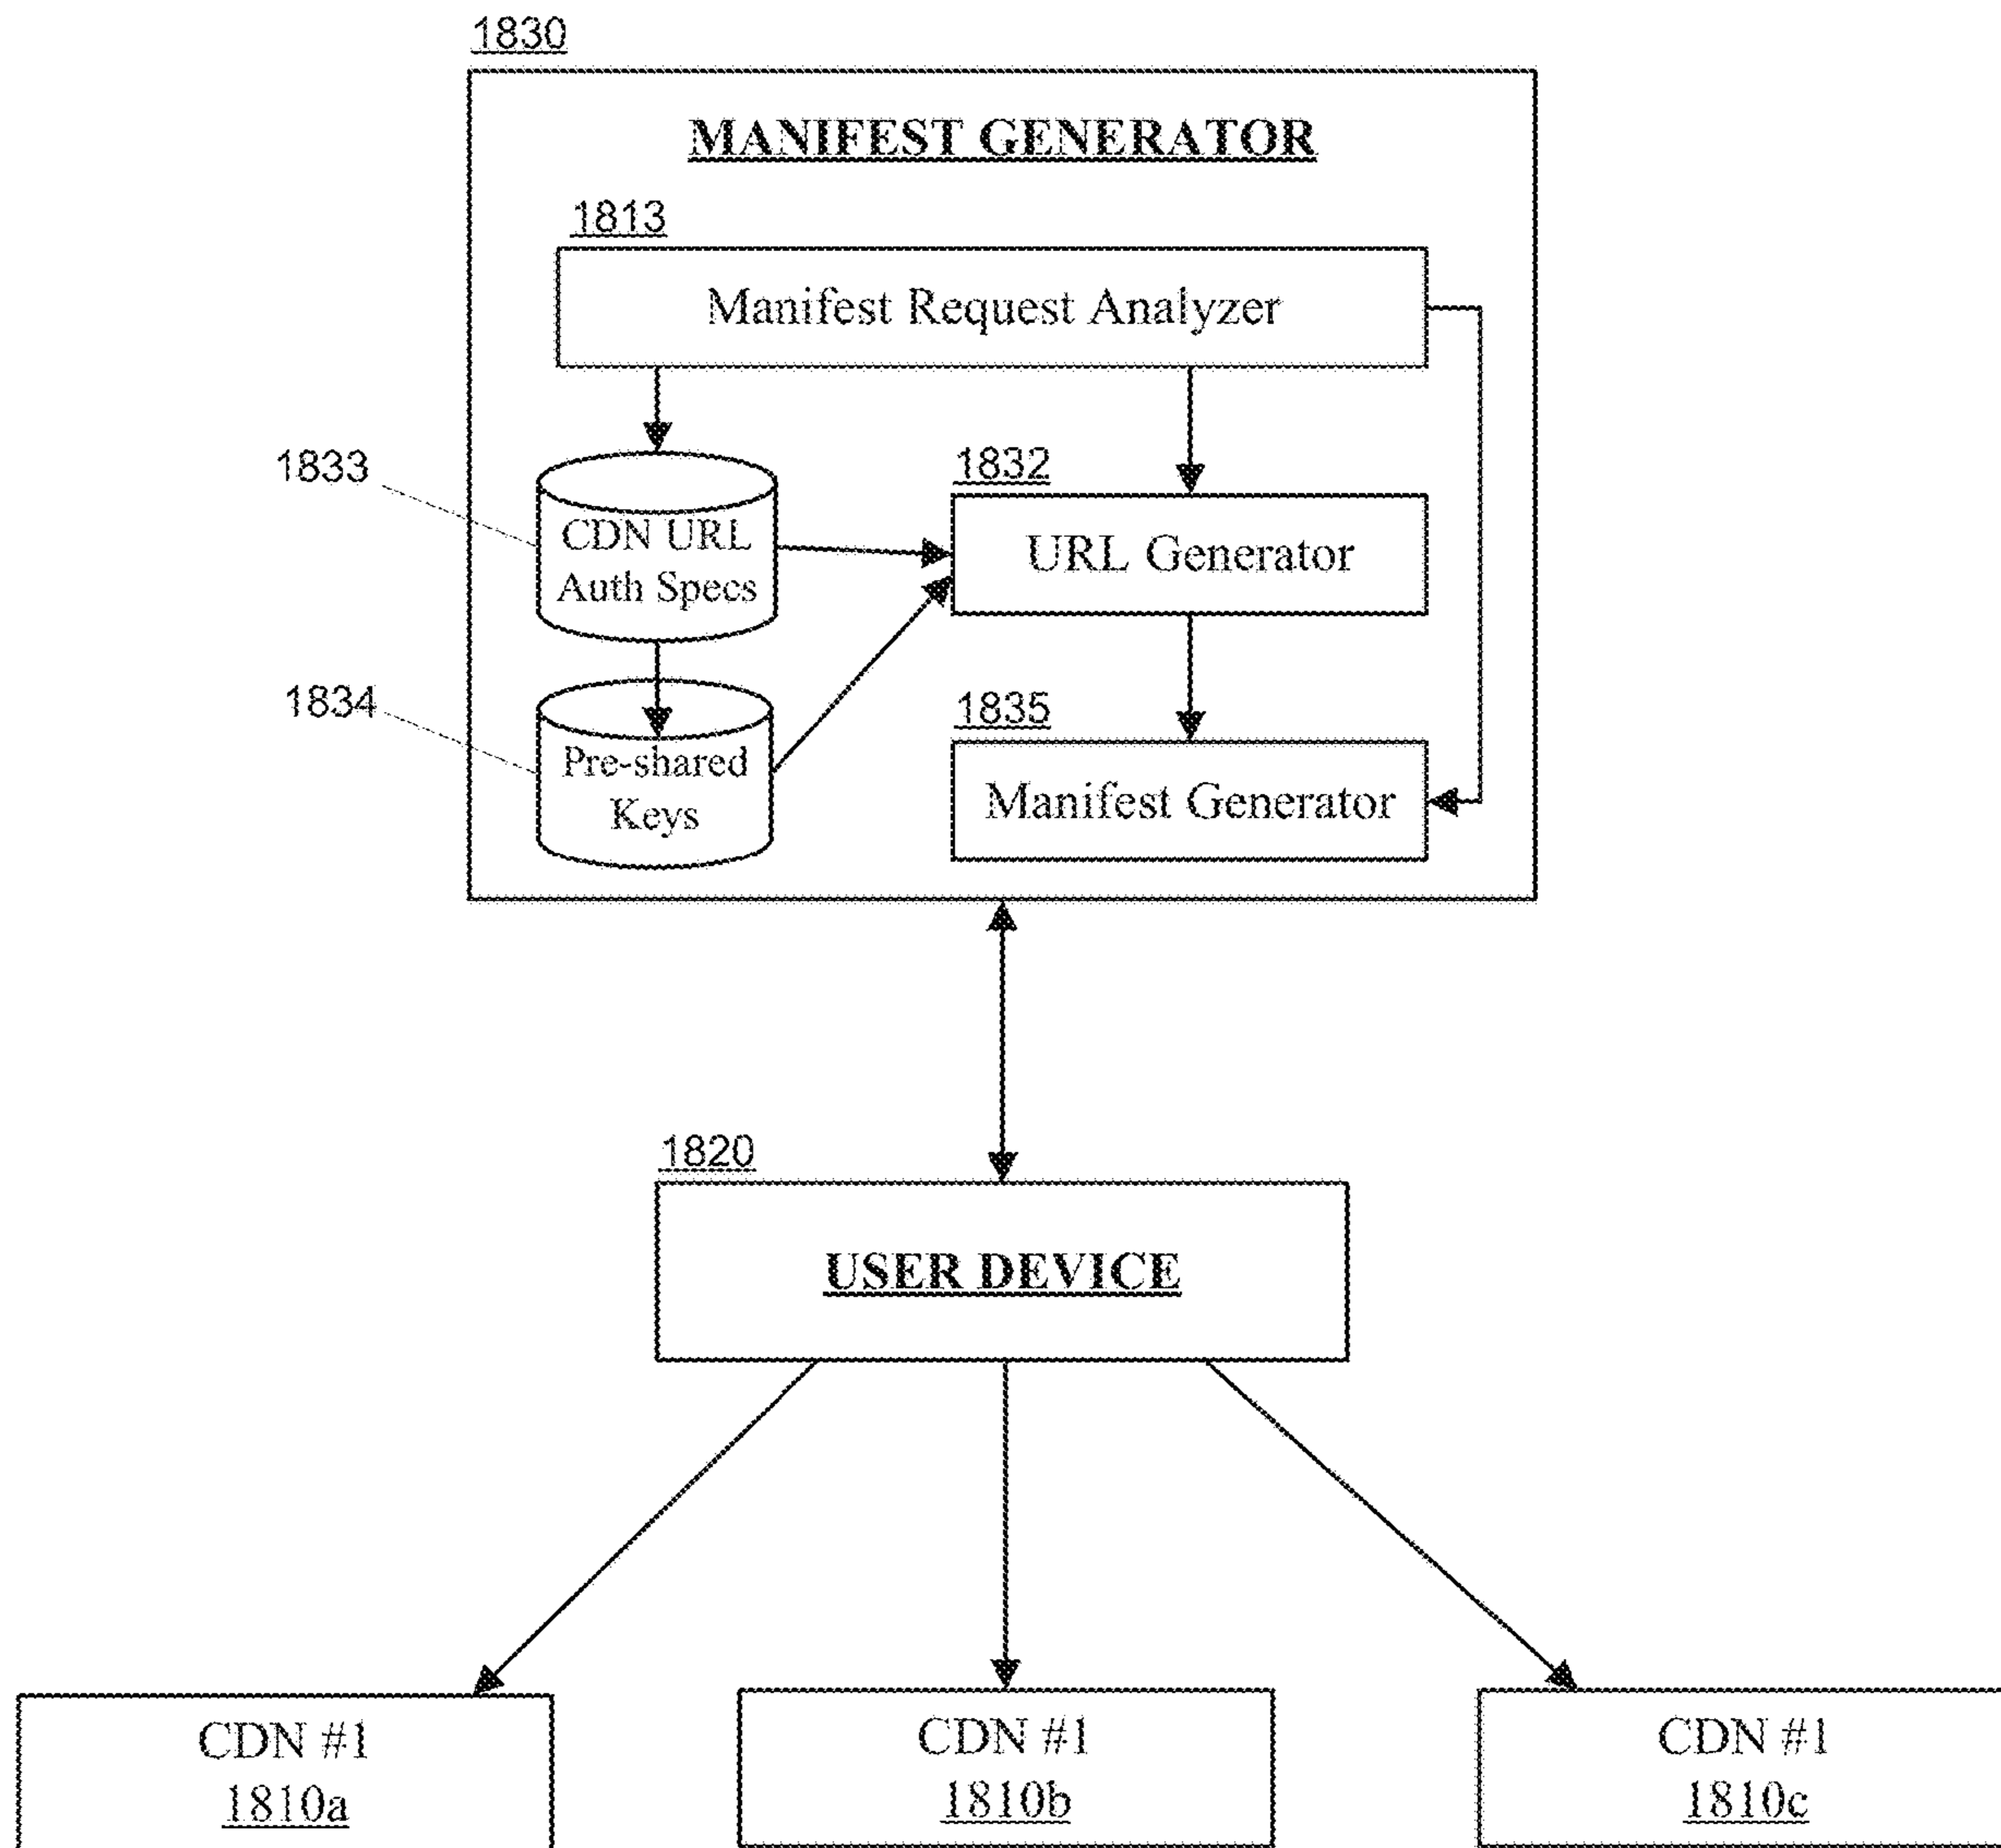 1830
MANIFEST GENERATOR
1813
Manifest Request Analyzer
1833
CDN URL
Auth Specs
1832
URL Generator
1834
Pre-shared
Keys
1835
Manifest Generator
1820
USER DEVICE
CDN #1
1810a
CDN #1
1810b
CDN #1
1810c